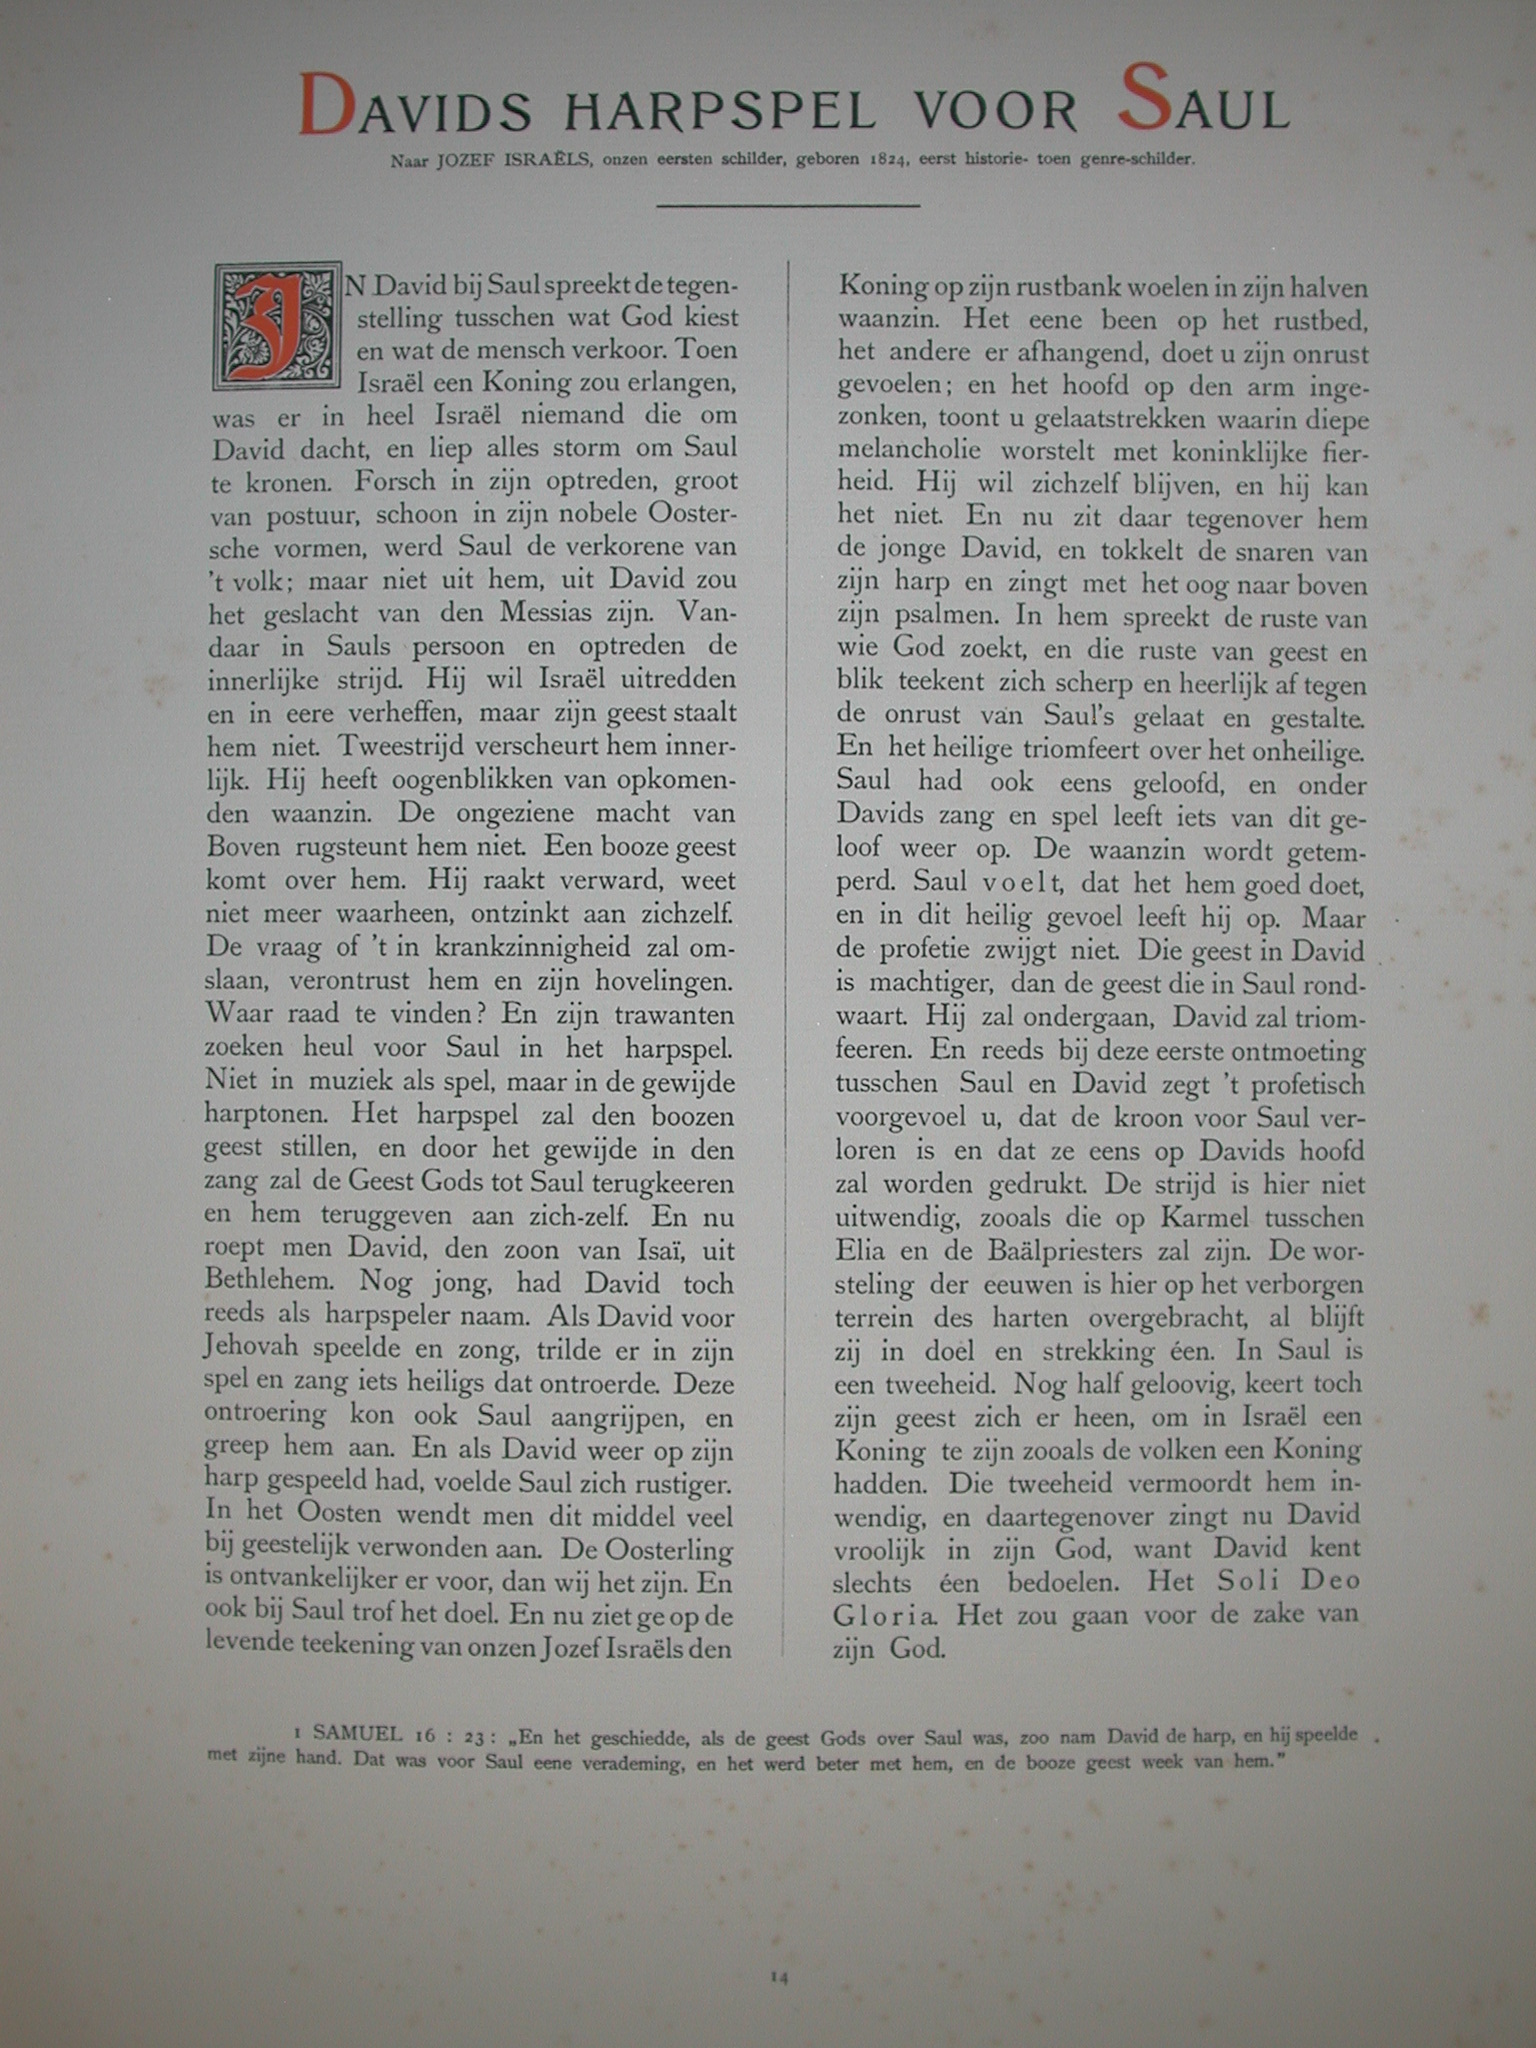 DAVIDS HARPSPEL VOOR SAUL
Naar JOZEF ISRAËLS, onzen eersten schilder, geboren 1824, eerst historie- toen genre-schilder.
IN David bij Saul spreekt de tegen-
stelling tusschen wat God kiest
en wat de mensch verkoor. Toen
Israël een Koning zou erlangen,
was er in heel Israël niemand die om
David dacht, en liep alles storm om Saul
te kronen. Forsch in zijn optreden, groot
van postuur, schoon in zijn nobele Ooster-
sche vormen, werd Saul de verkorene van
't volk; maar niet uit hem, uit David zou
het geslacht van den Messias zijn. Van-
daar in Sauls persoon en optreden de
innerlijke strijd. Hij wil Israël uitredden
en in eere verheffen, maar zijn geest staalt
hem niet. Tweestrijd verscheurt hem inner-
lijk. Hij heeft oogenblikken van opkomen-
den waanzin. De ongeziene macht van
Boven rugsteunt hem niet. Een booze geest
komt over hem. Hij raakt verward, weet
niet meer waarheen, ontzinkt aan zichzelf.
De vraag of 't in krankzinnigheid zal om-
slaan, verontrust hem en zijn hovelingen.
Waar raad te vinden? En zijn trawanten
zoeken heul voor Saul in het harpspel.
Niet in muziek als spel, maar in de gewijde
harptonen. Het harpspel zal den boozen
geest stillen, en door het gewijde in den
zang zal de Geest Gods tot Saul terugkeeren
en hem teruggeven aan zich-zelf. En nu
roept men David, den zoon van Isaï, uit
Bethlehem. Nog jong, had David toch
reeds als harpspeler naam. Als David voor
Jehovah speelde en zong, trilde er in zijn
spel en zang iets heiligs dat ontroerde. Deze
ontroering kon ook Saul aangrijpen, en
greep hem aan. En als David weer op zijn
harp gespeeld had, voelde Saul zich rustiger.
In het Oosten wendt men dit middel veel
bij geestelijk verwonden aan. De Oosterling
is ontvankelijker er voor, dan wij het zijn. En
ook bij Saul trof het doel. En nu ziet ge op de
levende teekening van onzen Jozef Israëls den
Koning op zijn rustbank woelen in zijn halven
waanzin. Het eene been op het rustbed,
het andere er afhangend, doet u zijn onrust
gevoelen; en het hoofd op den arm inge-
zonken, toont u gelaatstrekken waarin diepe
melancholie worstelt met koninklijke fier-
heid. Hij wil zichzelf blijven, en hij kan
het niet. En nu zit daar tegenover hem
de jonge David, en tokkelt de snaren van
zijn harp en zingt met het oog naar boven
zijn psalmen. In hem spreekt de ruste van
wie God zoekt, en die ruste van geest en
blik teekent zich scherp en heerlijk af tegen
de onrust van Saul's gelaat en gestalte.
En het heilige triomfeert over het onheilige.
Saul had ook eens geloofd, en onder
Davids zang en spel leeft iets van dit ge-
loof weer op. De waanzin wordt getem-
perd. Saul voelt, dat het hem goed doet,
en in dit heilig gevoel leeft hij op. Maar
de profetie zwijgt niet. Die geest in David
is machtiger, dan de geest die in Saul rond-
waart. Hij zal ondergaan, David zal triom-
feeren. En reeds bij deze eerste ontmoeting
tusschen Saul en David zegt 't profetisch
voorgevoel u, dat de kroon voor Saul ver-
loren is en dat ze eens op Davids hoofd
zal worden gedrukt. De strijd is hier niet
uitwendig, zooals die op Karmel tusschen
Elia en de Baälpriesters zal zijn. De wor-
steling der eeuwen is hier op het verborgen
terrein des harten overgebracht, al blijft
zij in doel en strekking éen. In Saul is
een tweeheid. Nog half geloovig, keert toch
zijn geest zich er heen, om in Israël een
Koning te zijn zooals de volken een Koning
hadden. Die tweeheid vermoordt hem in-
wendig, en daartegenover zingt nu David
vroolijk in zijn God, want David kent
slechts éen bedoelen. Het Soli Deo
Gloria. Het zou gaan voor de zake van
zijn God.
1 SAMUEL 16 : 23: „En het geschiedde, als de geest Gods over Saul was, zoo nam David de harp, en hij speelde
met zijne hand. Dat was voor Saul eene verademing, en het werd beter met hem, en de booze geest week van hem.”
14